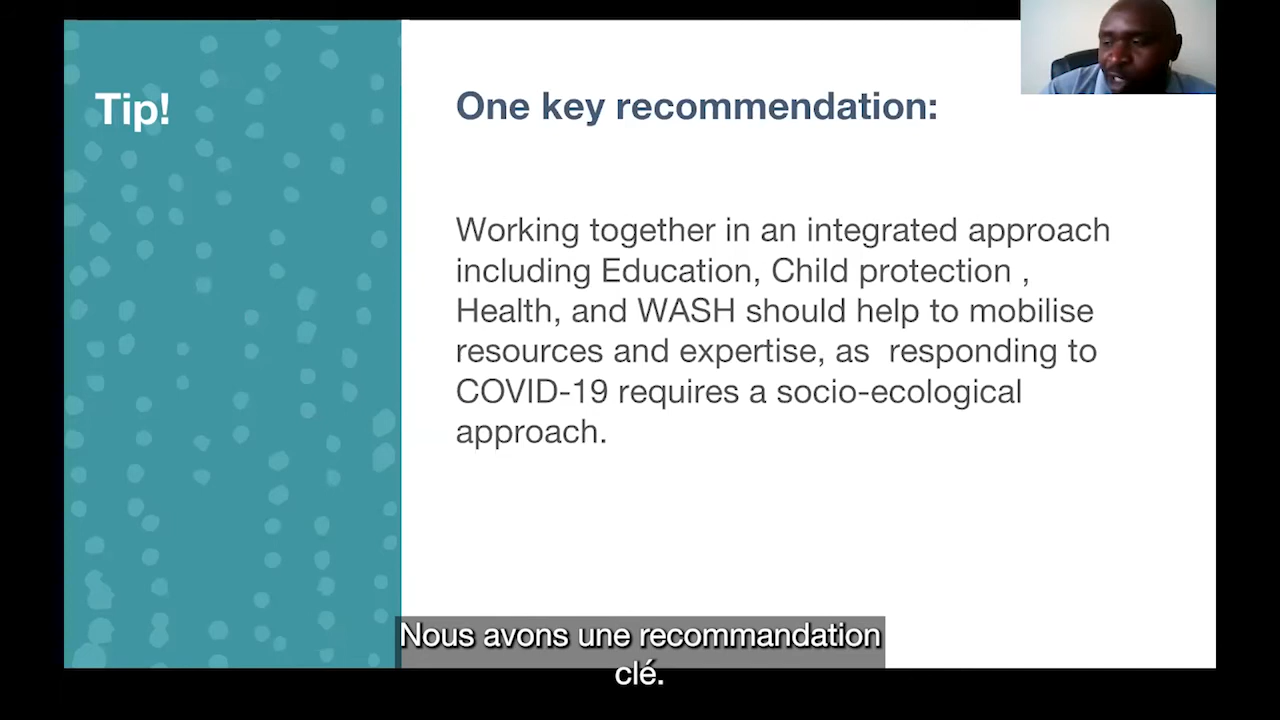 Tip!
One key recommendation:
Working together in an integrated approach
including Education, Child protection ,
Health, and WASH should help to mobilise
resources and expertise, as  responding to
COVID-19 requires a socio-ecological
approach.
Nous avons une recommandation
clé.